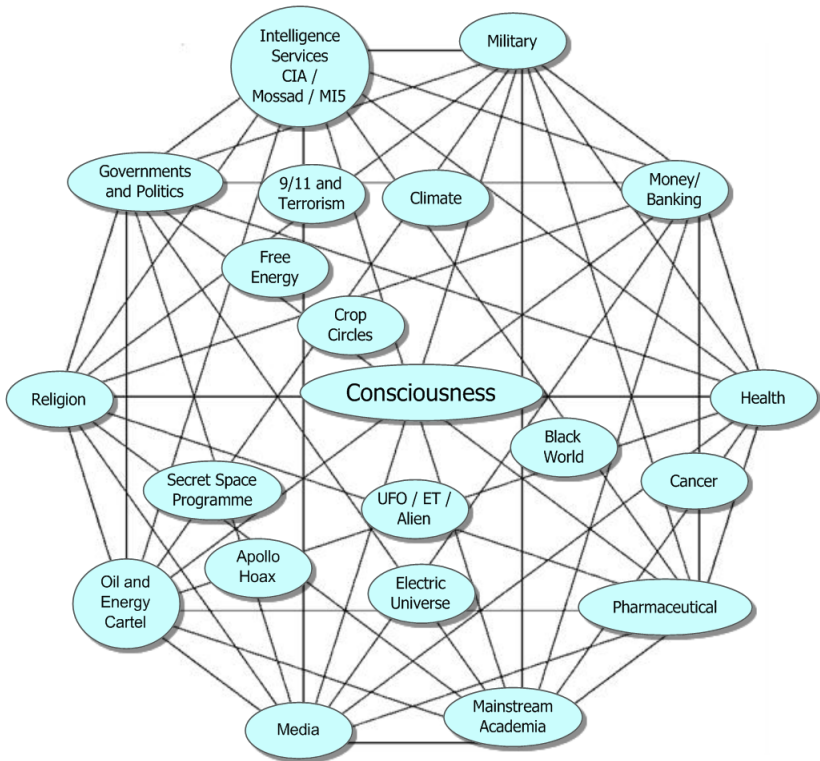 Intelligence
Services
CIA /
Mossad / MI5
Military
Governments
and Politics
9/11 and
Terrorism
Climate
Money/
Banking
Free
Energy
Crop
Circles
Religion
Consciousness
Health
Black
World
Secret Space
Programme
UFO / ET /
Alien
Cancer
Apollo
Hoax
Oil and
Energy
Cartel
Electric
Universe
Pharmaceutical
Media
Mainstream
Academia